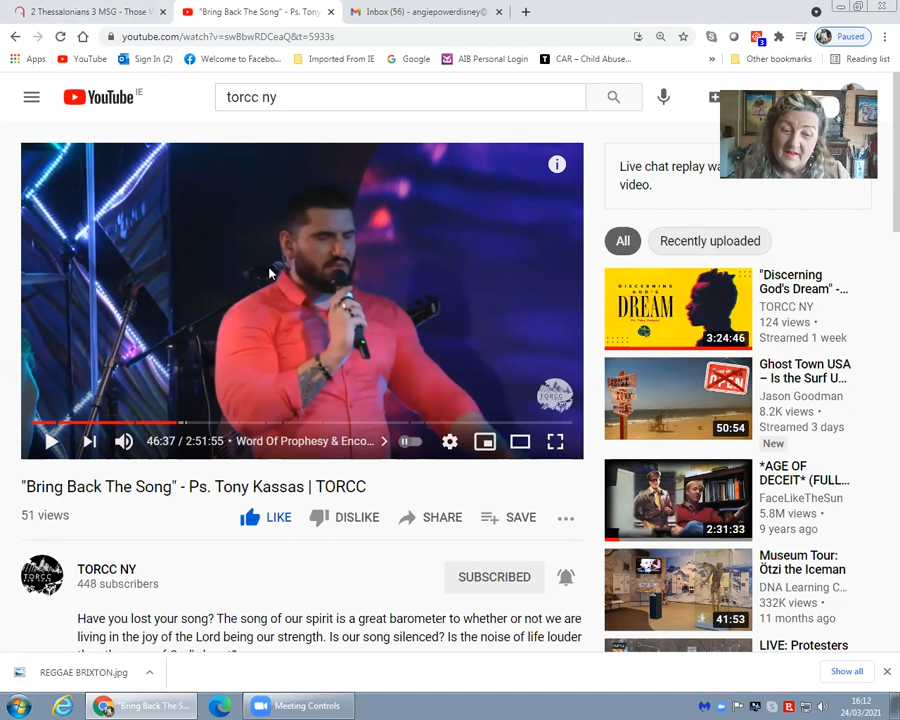 2 Thessalonians 3 MSG - Those W
"Bring Back The Song" - Ps. Tony
Inbox (56) - angiepowerdisney@
youtube.com/watch?v=swBbwRDCeaQ&t=5933s
3
Paused
Apps
YouTube
Sign In (2)
Welcome to Facebo...
Imported From IE
Google
AIB Personal Login
CAR – Child Abuse...
»
Other bookmarks
Reading list
YouTube IE
torcc ny
TORCC
46:37 / 2:51:55 • Word Of Prophesy & Enco...
"Bring Back The Song" - Ps. Tony Kassas | TORCC
51 views
LIKE
DISLIKE
SHARE
SAVE
TORCC NY
448 subscribers
SUBSCRIBED
Have you lost your song? The song of our spirit is a great barometer to whether or not we are
living in the joy of the Lord being our strength. Is our song silenced? Is the noise of life louder
Live chat replay wa
video.
All
Recently uploaded
DISCERNING
GOD'S
DREAM
3:24:46
"Discerning
God's Dream" -...
TORCC NY
124 views •
Streamed 1 week
OPEN
50:54
Ghost Town USA
– Is the Surf U...
Jason Goodman
8.2K views •
Streamed 3 days
New
2:31:33
*AGE OF
DECEIT* (FULL...
FaceLikeTheSun
5.8M views •
9 years ago
41:53
Museum Tour:
Ötzi the Iceman
DNA Learning C...
332K views •
11 months ago
LIVE: Protesters
REGGAE BRIXTON.jpg
Show all
"Bring Back The S...
Meeting Controls
16:12
24/03/2021